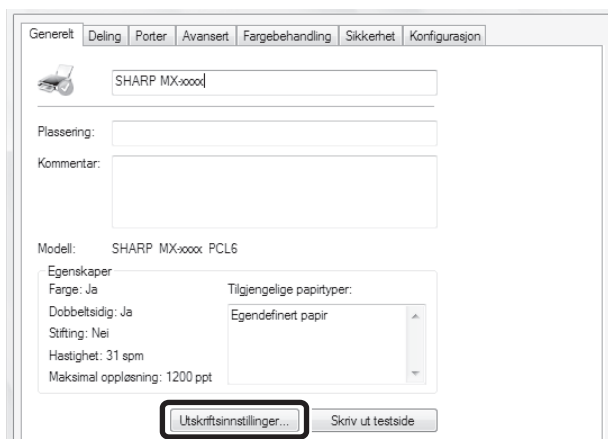 Generelt Deling Porter Avansert Fargebehandling Sikkerhet Konfigurasjon
SHARP MX-xxxx
Plassering:
Kommentar:
Modell: SHARP MX-xxxx PCL6
Egenskaper
Farge: Ja
Dobbeltsidig: Ja
Stifting: Nei
Hastighet: 31 spm
Maksimal oppløsning: 1200 ppt
Tilgjengelige papirtyper:
Egendefinert papir
Utskriftsinnstillinger... Skriv ut testside